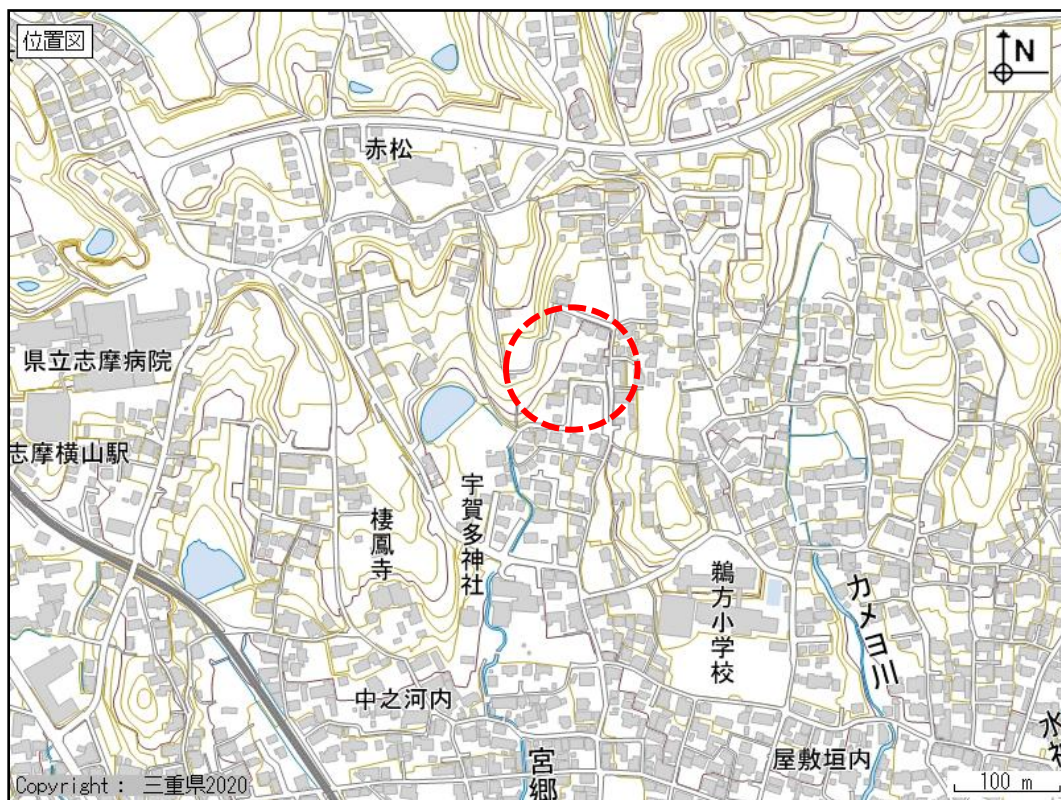 位置図
N
赤松
県立志摩病院
志摩横山駅
宇賀多神社
棲鳳寺
鵜方小学校
カメヨ川
中之河内
宮郷
屋敷垣内
水神
Copyright : 三重県2020
100 m